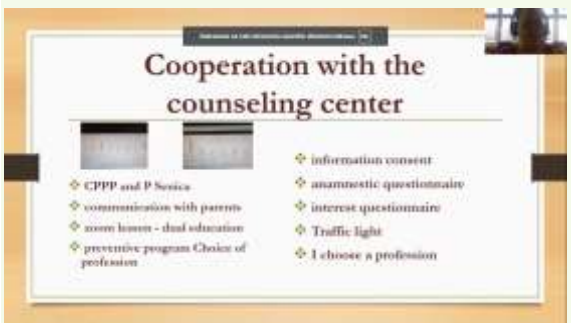 Cooperation with the
counseling center
CPPP and P Senica
communication with parents
zoom lesson - dual education
preventive program Choice of
profession
information consent
anamnestic questionnaire
interest questionnaire
Traffic light
I choose a profession